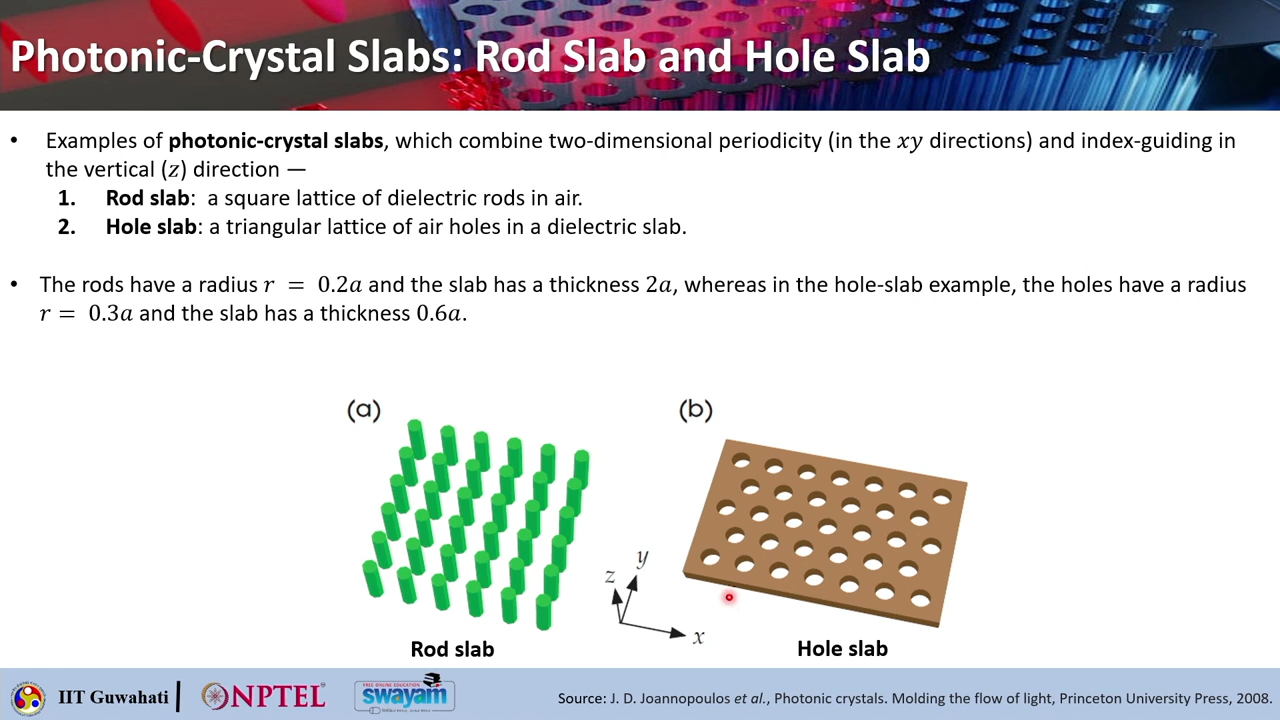 Photonic-Crystal Slabs: Rod Slab and Hole Slab
• Examples of photonic-crystal slabs, which combine two-dimensional periodicity (in the xy directions) and index-guiding in
the vertical (z) direction —
1. Rod slab: a square lattice of dielectric rods in air.
2. Hole slab: a triangular lattice of air holes in a dielectric slab.
• The rods have a radius r = 0.2a and the slab has a thickness 2a, whereas in the hole-slab example, the holes have a radius
r = 0.3a and the slab has a thickness 0.6a.
(a)
(b)
z
y
x
Rod slab
Hole slab
IIT Guwahati
NPTEL
FREE ONLINE EDUCATION
swayam
Source: J. D. Joannopoulos et al., Photonic crystals. Molding the flow of light, Princeton University Press, 2008.